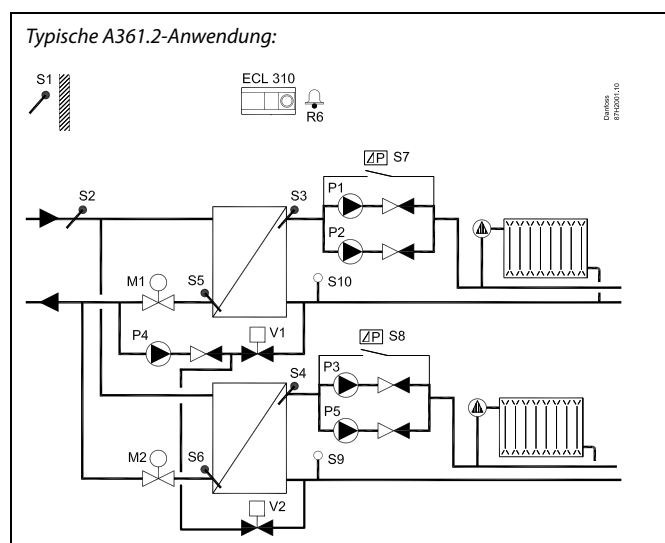 Typische A361.2-Anwendung:
S1
ECL 310
R6
Danfoss
87H2001.10
S2
S3
P
S7
P1
P2
M1
S5
S10
P4
V1
P
S8
S4
P3
P5
M2
S6
S9
V2